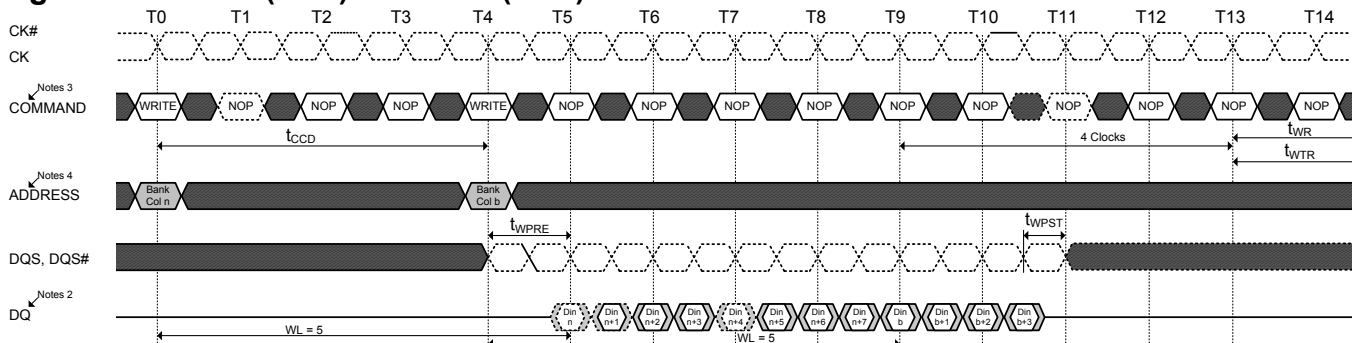 T0 T1 T2 T3 T4 T5 T6 T7 T8 T9 T10 T11 T12 T13 T14
CK#
CK
Notes 3
COMMAND
WRITE NOP NOP NOP WRITE NOP NOP NOP NOP NOP NOP NOP NOP NOP NOP
tCCD
4 Clocks
tWR
tWTR
Notes 4
ADDRESS
Bank Col n
Bank Col b
tWPRE
tWPST
DQS, DQS#
Notes 2
DQ
Din n
Din n+1
Din n+2
Din n+3
Din n+4
Din n+5
Din n+6
Din n+7
Din b
Din b+1
Din b+2
Din b+3
WL = 5
WL = 5